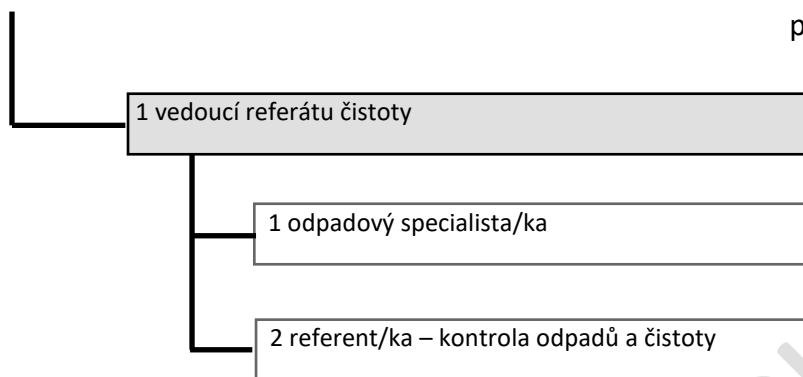 p
1 vedoucí referátu čistoty
1 odpadový specialista/ka
2 referent/ka – kontrola odpadů a čistoty